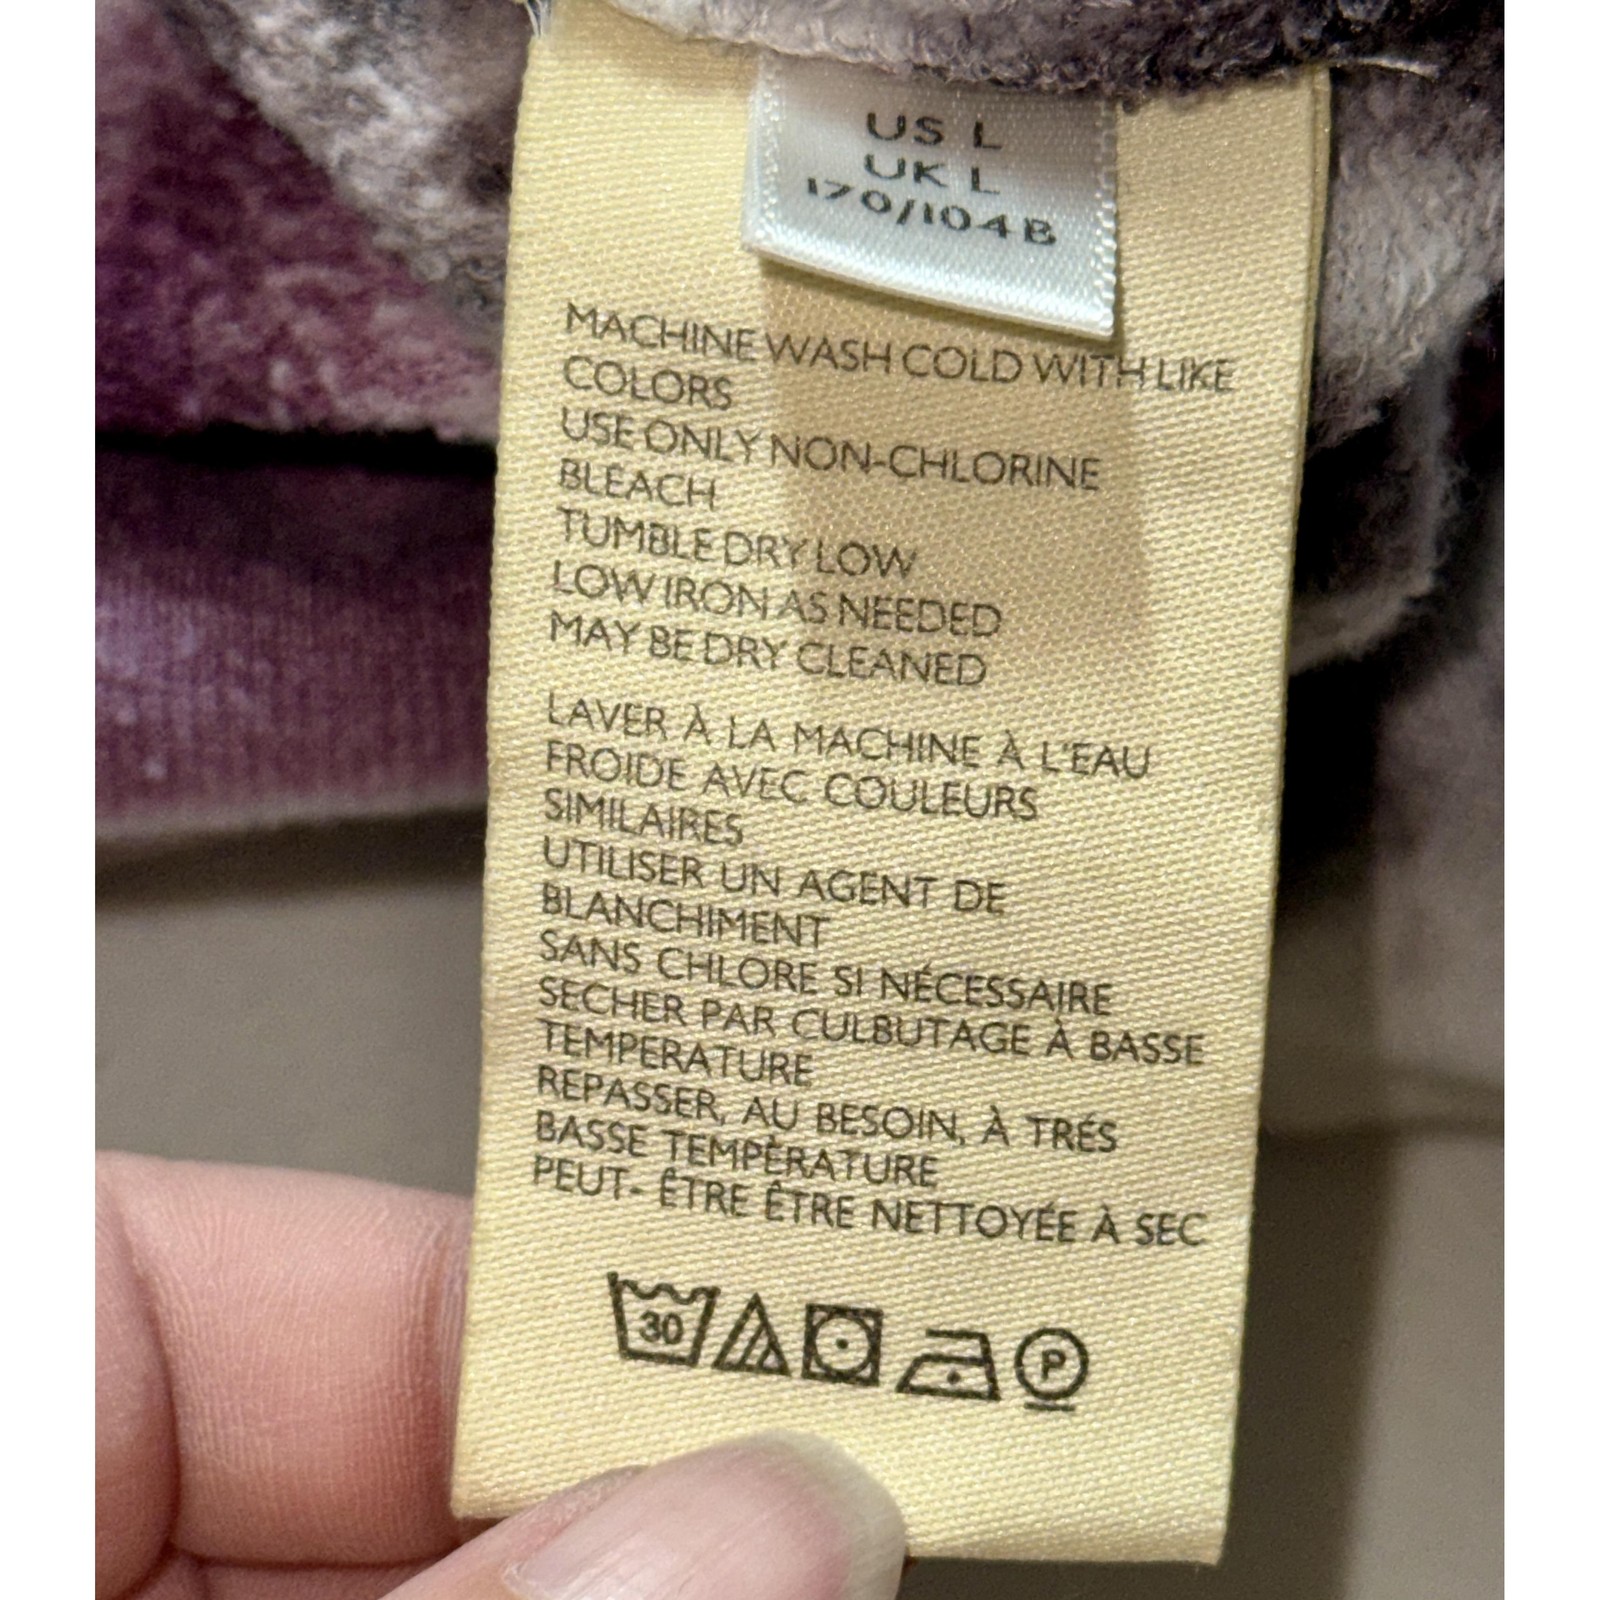 US L
UK L
170/104B
MACHINE WASH COLD WITH LIKE
COLORS
USE ONLY NON-CHLORINE
BLEACH
TUMBLE DRY LOW
LOW IRON AS NEEDED
MAY BE DRY CLEANED
LAVER À LA MACHINE À L'EAU
FROIDE AVEC COULEURS
SIMILAIRES
UTILISER UN AGENT DE
BLANCHIMENT
SANS CHLORE SI NÉCESSAIRE
SECHER PAR CULBUTAGE À BASSE
TEMPERATURE
REPASSER, AU BESOIN, À TRÉS
BASSE TEMPÈRATURE
PEUT- ÊTRE ÊTRE NETTOYÉE À SEC
30 P